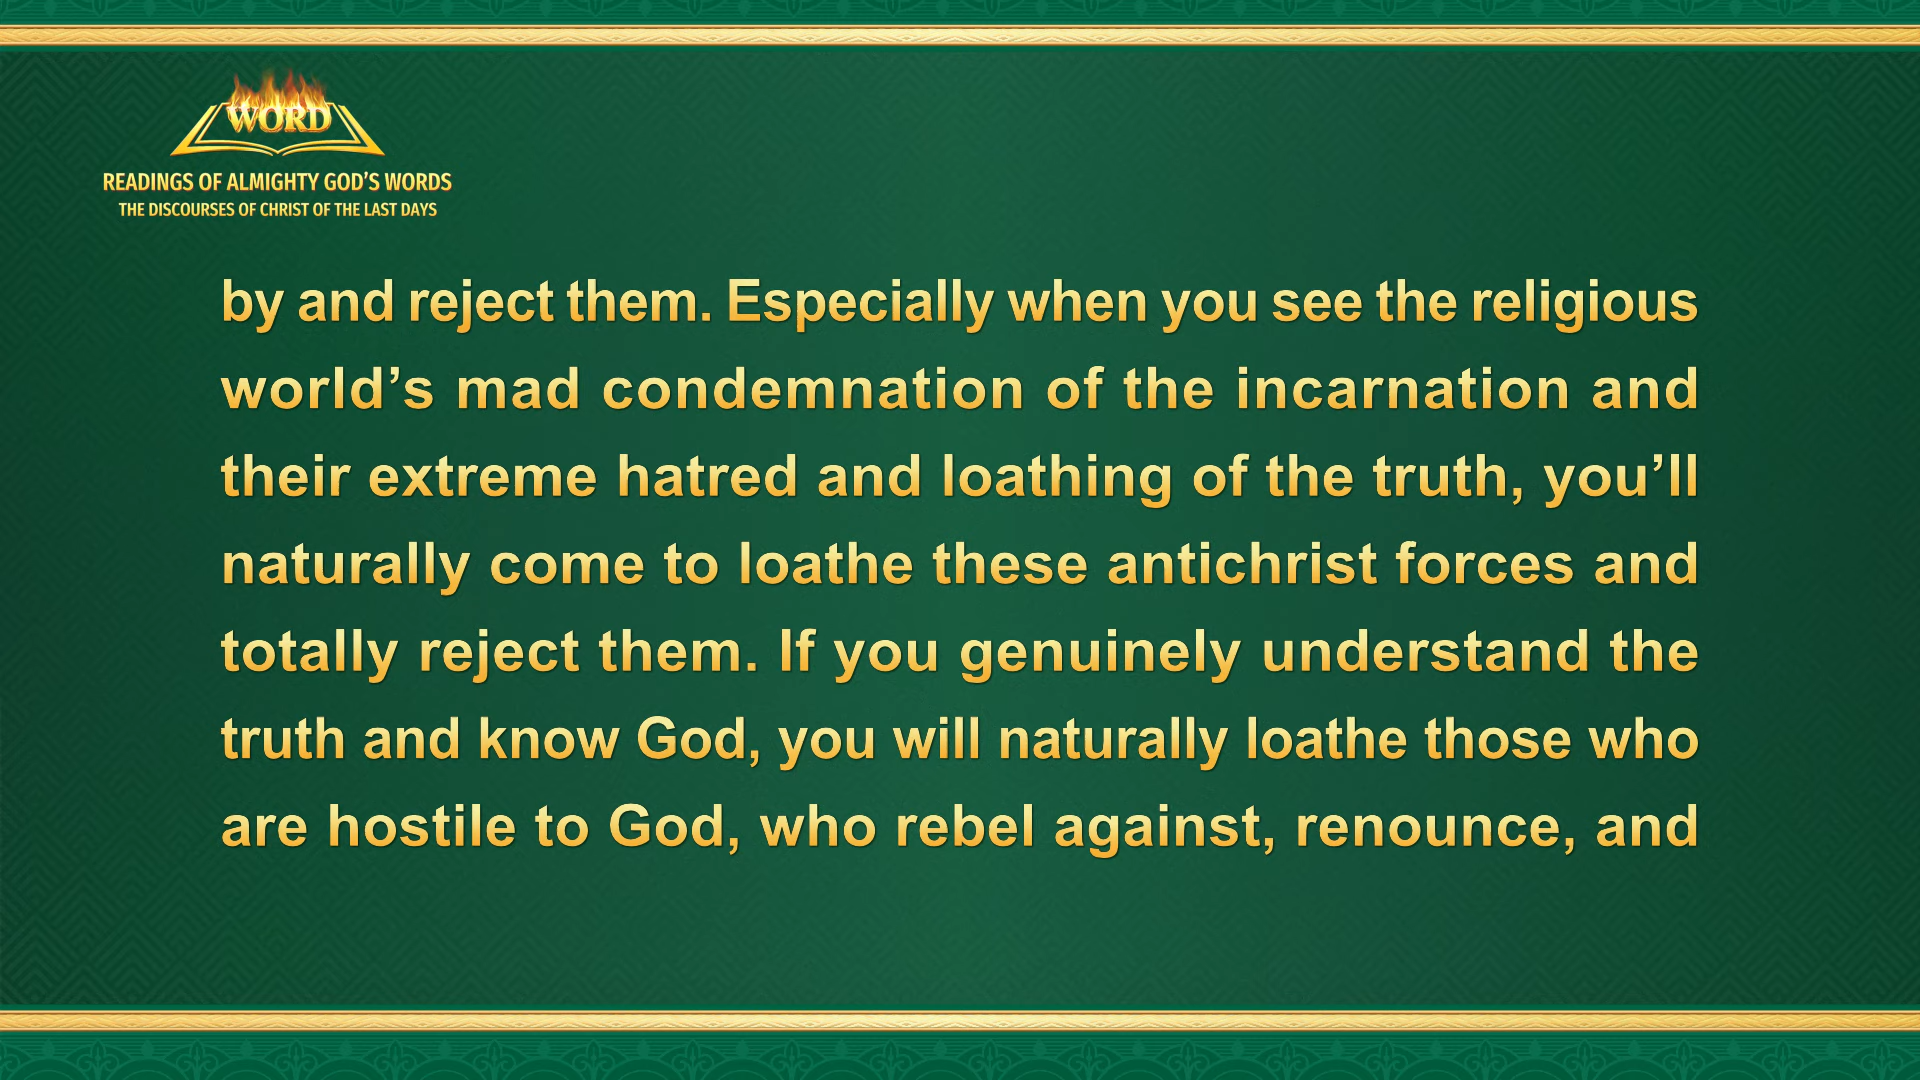 WORD
READINGS OF ALMIGHTY GOD’S WORDS
THE DISCOURSES OF CHRIST OF THE LAST DAYS
by and reject them. Especially when you see the religious
world’s mad condemnation of the incarnation and
their extreme hatred and loathing of the truth, you’ll
naturally come to loathe these antichrist forces and
totally reject them. If you genuinely understand the
truth and know God, you will naturally loathe those who
are hostile to God, who rebel against, renounce, and